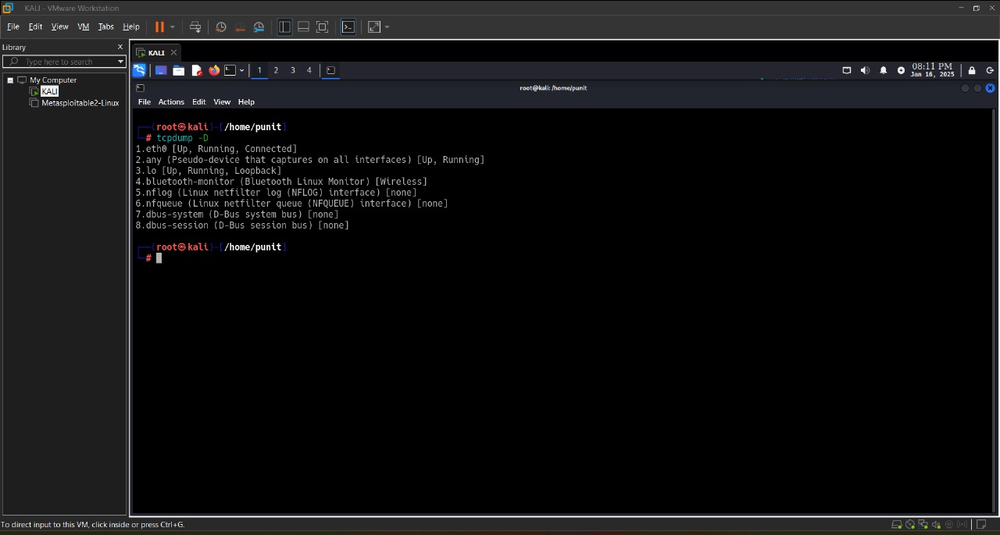 KALI - VMware Workstation
File Edit View VM Tabs Help
Library
Type here to search
My Computer
KALI
Metasploitable2-Linux
KALI
1 2 3 4
08:11 PM
Jan 16, 2025
root@kali: /home/punit
File Actions Edit View Help
(root㉿kali)-[/home/punit]
# tcpdump -D
1.eth0 [Up, Running, Connected]
2.any (Pseudo-device that captures on all interfaces) [Up, Running]
3.lo [Up, Running, Loopback]
4.bluetooth-monitor (Bluetooth Linux Monitor) [Wireless]
5.nflog (Linux netfilter log (NFLOG) interface) [none]
6.nfqueue (Linux netfilter queue (NFQUEUE) interface) [none]
7.dbus-system (D-Bus system bus) [none]
8.dbus-session (D-Bus session bus) [none]
(root㉿kali)-[/home/punit]
#
To direct input to this VM, click inside or press Ctrl+G.